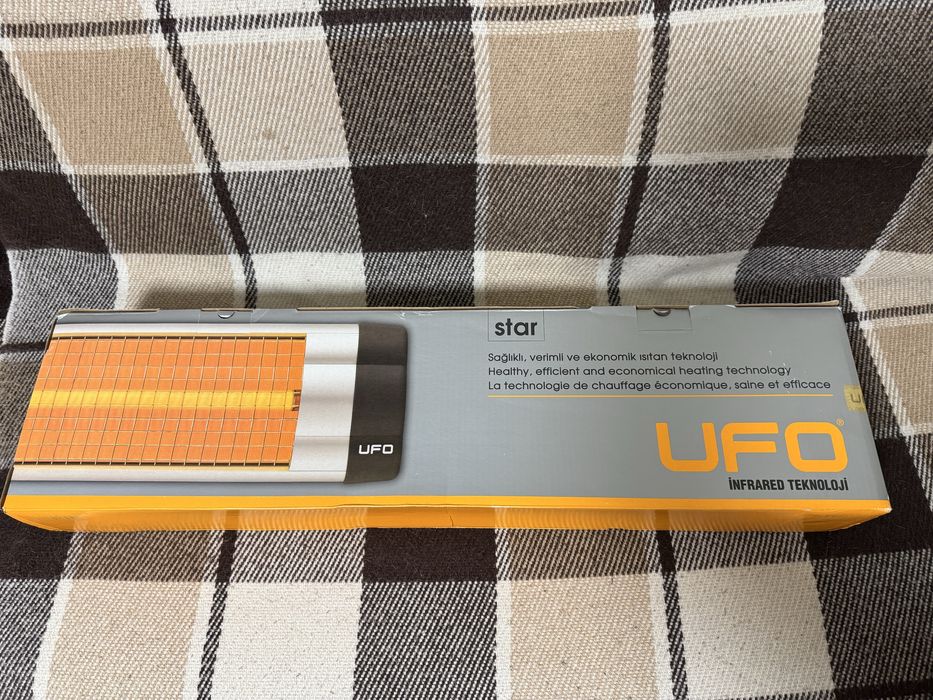 star
Sağlıklı, verimli ve ekonomik ısıtan teknoloji
Healthy, efficient and economical heating technology
La technologie de chauffage économique, saine et efficace
UFO®
İNFRARED TEKNOLOJİ
UFO